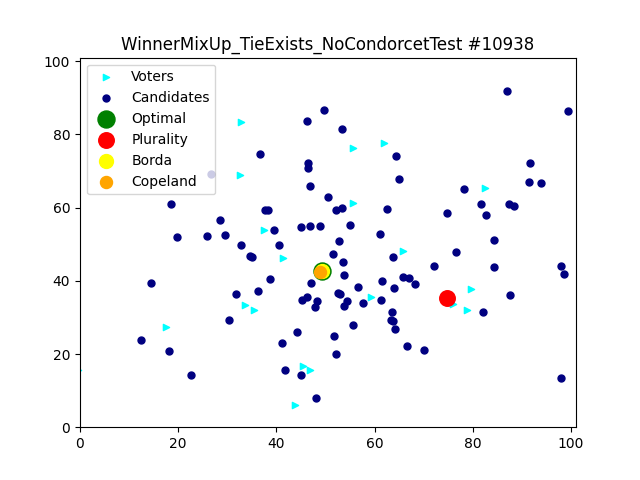 WinnerMixUp_TieExists_NoCondorcetTest #10938
100
80
60
40
20
0
Voters
Candidates
Optimal
Plurality
Borda
Copeland
0 20 40 60 80 100